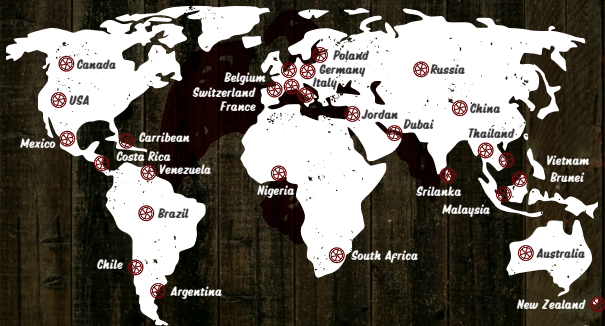 Canada
USA
Mexico
Carribean
Costa Rica
Venezuela
Brazil
Chile
Argentina
Belgium
Switzerland
France
Poland
Germany
Italy
Jordan
Dubai
Nigeria
South Africa
Russia
China
Thailand
Vietnam
Brunei
Srilanka
Malaysia
Australia
New Zealand